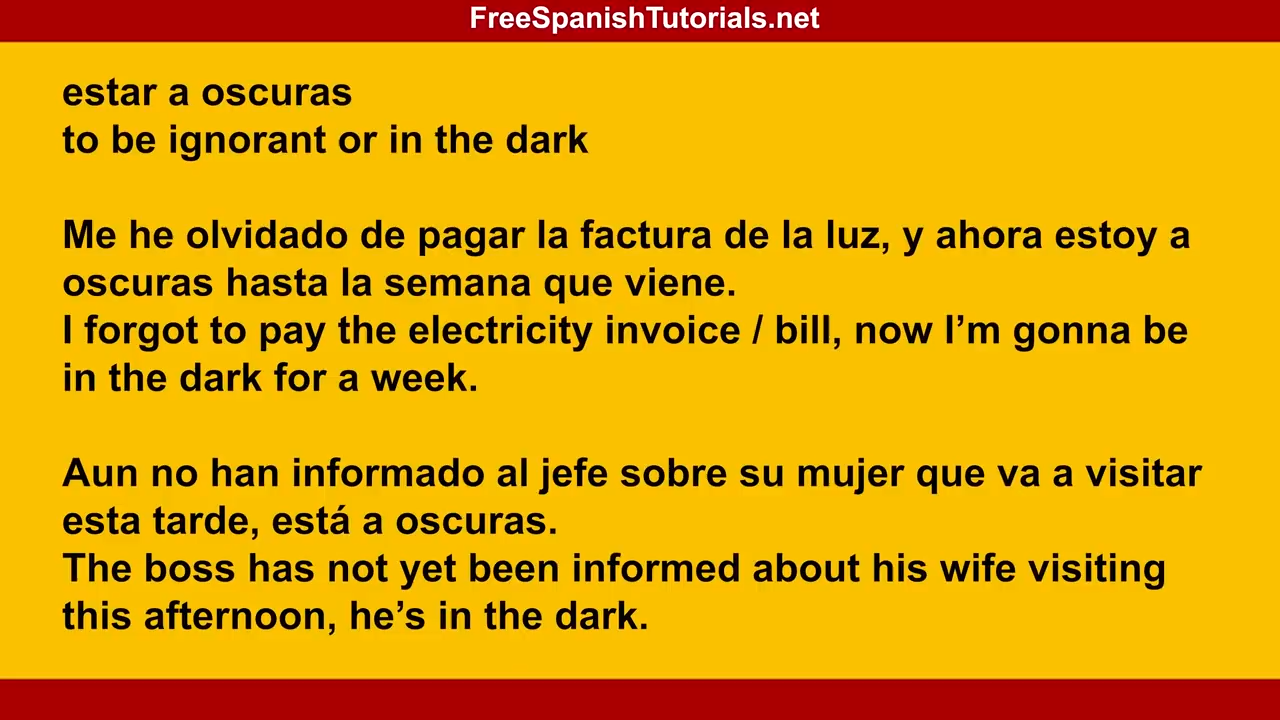 FreeSpanishTutorials.net
estar a oscuras
to be ignorant or in the dark
Me he olvidado de pagar la factura de la luz, y ahora estoy a
oscuras hasta la semana que viene.
I forgot to pay the electricity invoice / bill, now I’m gonna be
in the dark for a week.
Aun no han informado al jefe sobre su mujer que va a visitar
esta tarde, está a oscuras.
The boss has not yet been informed about his wife visiting
this afternoon, he’s in the dark.